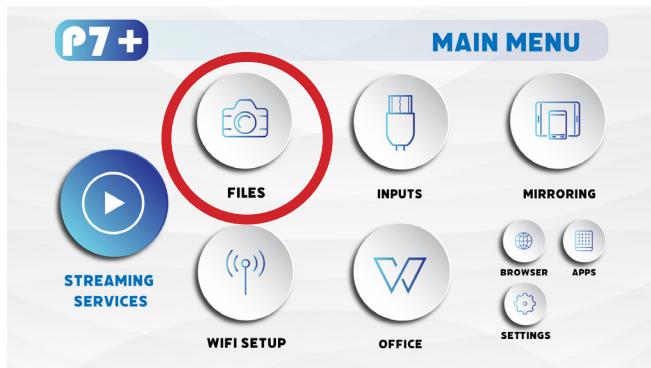 P7+
MAIN MENU
FILES
INPUTS
MIRRORING
STREAMING
SERVICES
BROWSER
APPS
SETTINGS
WIFI SETUP
OFFICE